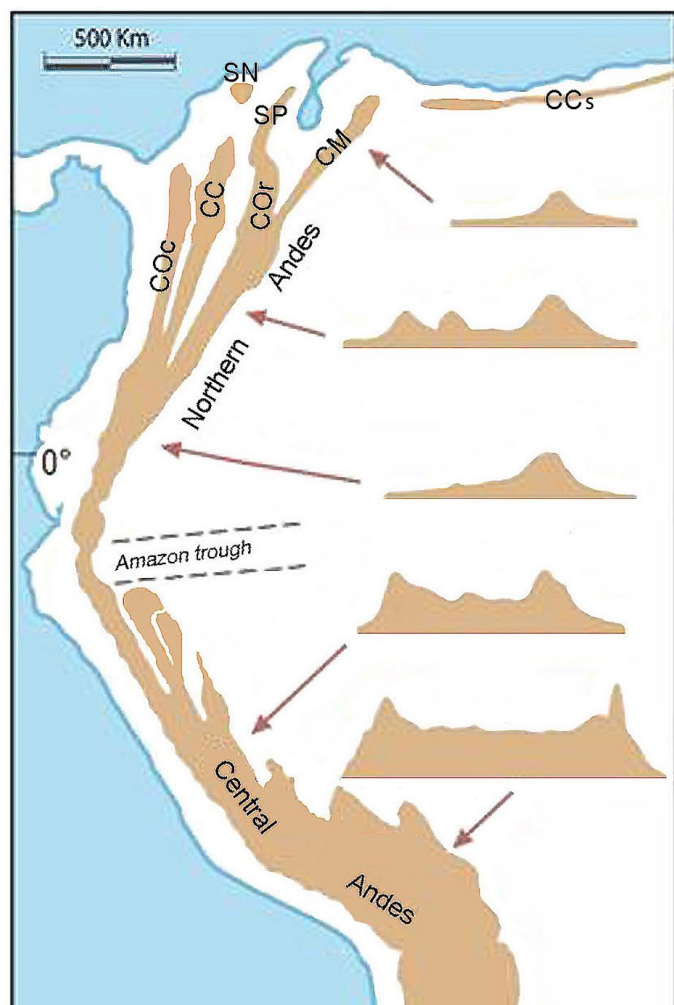 500 Km
SN
SP
CCs
CM
CC
COr
COc
Andes
Northern
0°
Amazon trough
Central
Andes